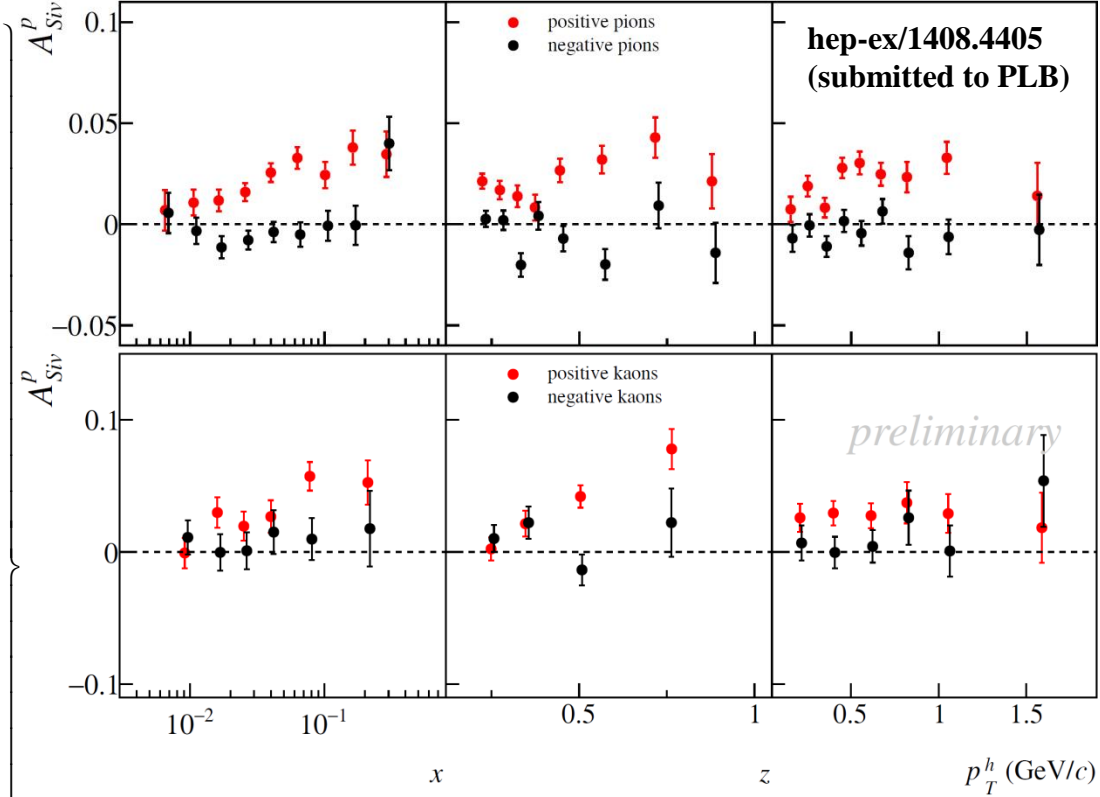 A^p_Siv
0.1
0.05
0
−0.05
positive pions
negative pions
hep-ex/1408.4405
(submitted to PLB)
A^p_Siv
0.1
0
−0.1
positive kaons
negative kaons
preliminary
10^−2
10^−1
0.5
1
0.5
1
1.5
x
z
p_T^h (GeV/c)